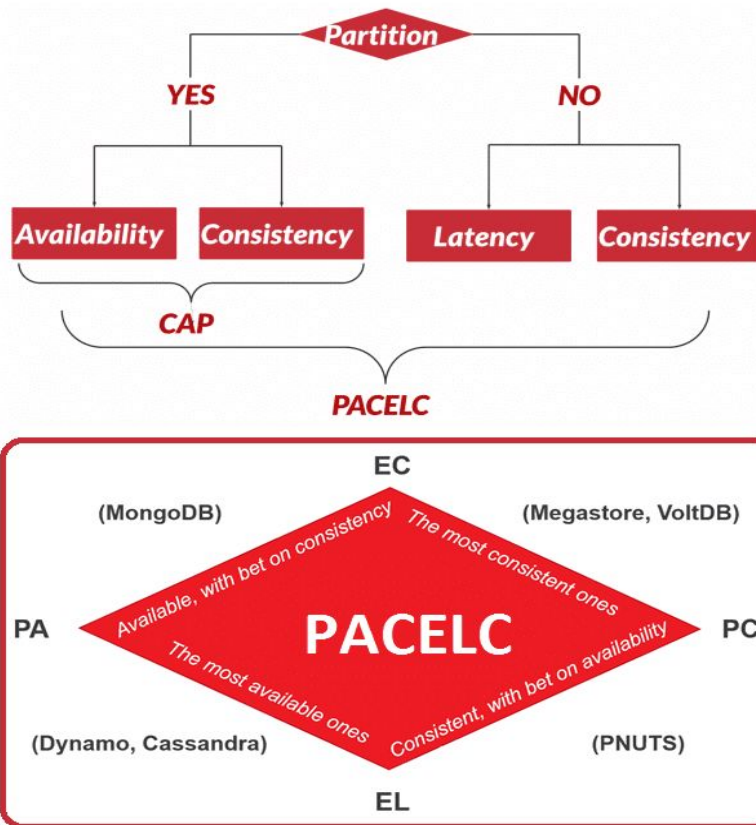 Partition
YES
NO
Availability
Consistency
Latency
Consistency
CAP
PACELC
EC
(MongoDB)
(Megastore, VoltDB)
Available, with bet on consistency
The most consistent ones
PA
PACELC
PC
The most available ones
Consistent, with bet on availability
(Dynamo, Cassandra)
(PNUTS)
EL